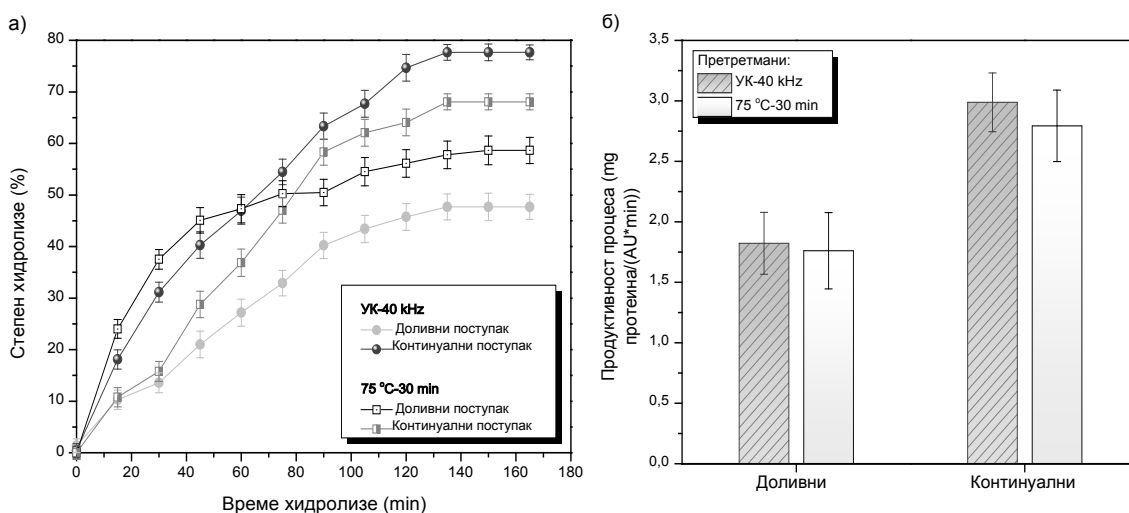 а)
80
70
60
50
40
30
20
10
0
Степен хидролизе (%)
УК-40 kHz
Доливни поступак
Континуални поступак
75 °C-30 min
Доливни поступак
Континуални поступак
0 20 40 60 80 100 120 140 160 180
Време хидролизе (min)
б)
3,5
3,0
2,5
2,0
1,5
1,0
0,5
0,0
Продуктивност процеса (mg
протеина/(AU*min))
Претретмани:
УК-40 kHz
75 °C-30 min
Доливни Континуални